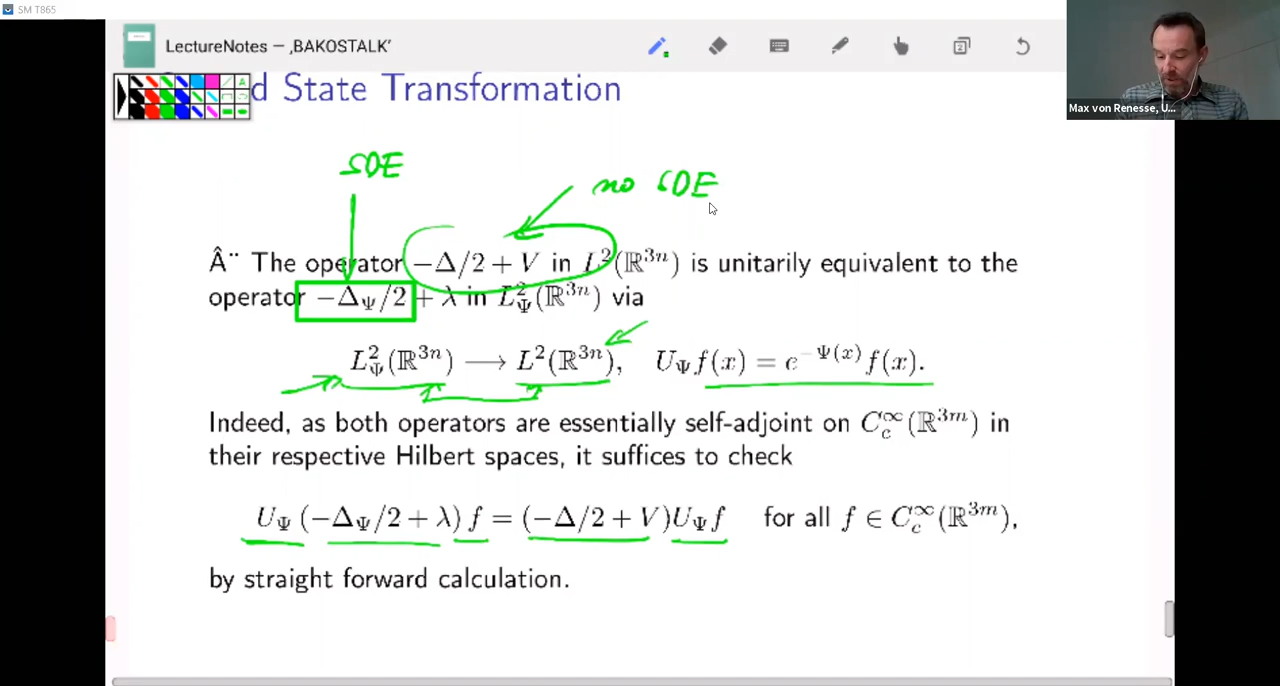 SM T865
LectureNotes – ‚BAKOSTALK'
d State Transformation
Max von Renesse, U...
SDE
no SDE
¨ The operator −Δ/2 + V in L²(ℝ³ⁿ) is unitarily equivalent to the
operator −Δ_Ψ/2 + λ in L²_Ψ(ℝ³ⁿ) via
L²_Ψ(ℝ³ⁿ) ⟶ L²(ℝ³ⁿ), U_Ψ f(x) = e^{−Ψ(x)} f(x).
Indeed, as both operators are essentially self-adjoint on C_c^∞(ℝ^{3m}) in
their respective Hilbert spaces, it suffices to check
U_Ψ (−Δ_Ψ/2 + λ) f = (−Δ/2 + V)U_Ψ f for all f ∈ C_c^∞(ℝ^{3m}),
by straight forward calculation.